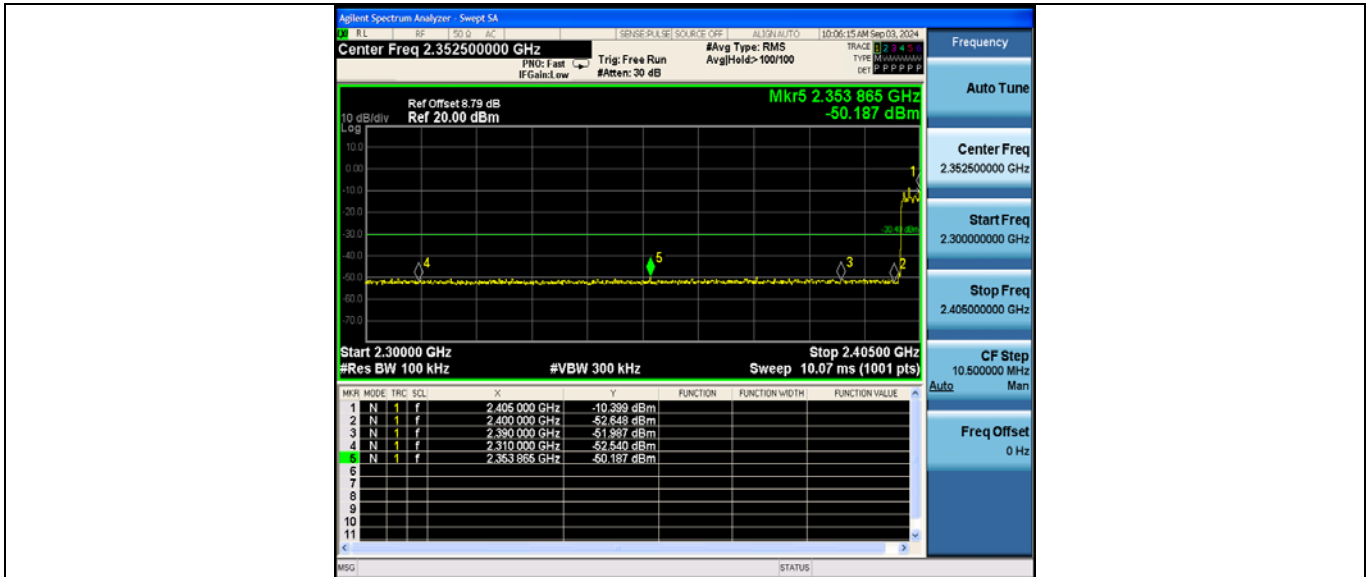 Agilent Spectrum Analyzer - Swept SA
RL RF 50 Ω AC SENSE:PULSE SOURCE OFF ALIGN AUTO 10:06:15 AM Sep 03, 2024
Center Freq 2.352500000 GHz
PNO: Fast
IFGain:Low
Trig: Free Run
#Atten: 30 dB
#Avg Type: RMS
Avg|Hold:> 100/100
TRACE 1 2 3 4 5 6
TYPE M WWWWW
DET P P P P P P
Mkr5 2.353 865 GHz
-50.187 dBm
Ref Offset 8.79 dB
10 dB/div Ref 20.00 dBm
Log
10.0
0.00
-10.0
-20.0
-30.0
-40.0
-50.0
-60.0
-70.0
1
4
5
3
2
Start 2.30000 GHz Stop 2.40500 GHz
#Res BW 100 kHz #VBW 300 kHz Sweep 10.07 ms (1001 pts)
MKR MODE TRC SCL X Y FUNCTION FUNCTION WIDTH FUNCTION VALUE
1 N 1 f 2.405 000 GHz -10.399 dBm
2 N 1 f 2.400 000 GHz -52.648 dBm
3 N 1 f 2.390 000 GHz -51.987 dBm
4 N 1 f 2.310 000 GHz -52.540 dBm
5 N 1 f 2.353 865 GHz -50.187 dBm
6
7
8
9
10
11
MSG STATUS
Frequency
Auto Tune
Center Freq
2.352500000 GHz
Start Freq
2.300000000 GHz
Stop Freq
2.405000000 GHz
CF Step
10.500000 MHz
Auto Man
Freq Offset
0 Hz